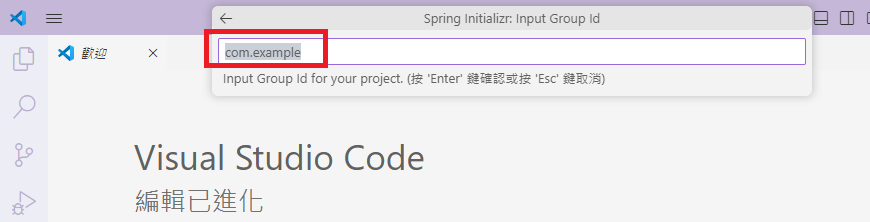 Spring Initializr: Input Group Id
com.example
Input Group Id for your project. (按 'Enter' 鍵確認或按 'Esc' 鍵取消)
歡迎
Visual Studio Code
編輯已進化